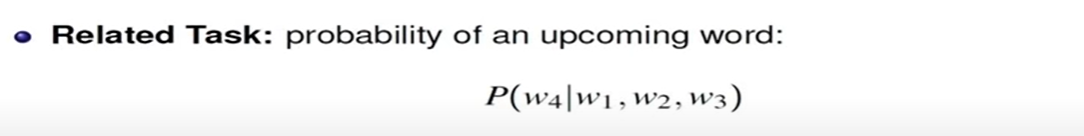 Related Task: probability of an upcoming word:
P(w₄|w₁, w₂, w₃)